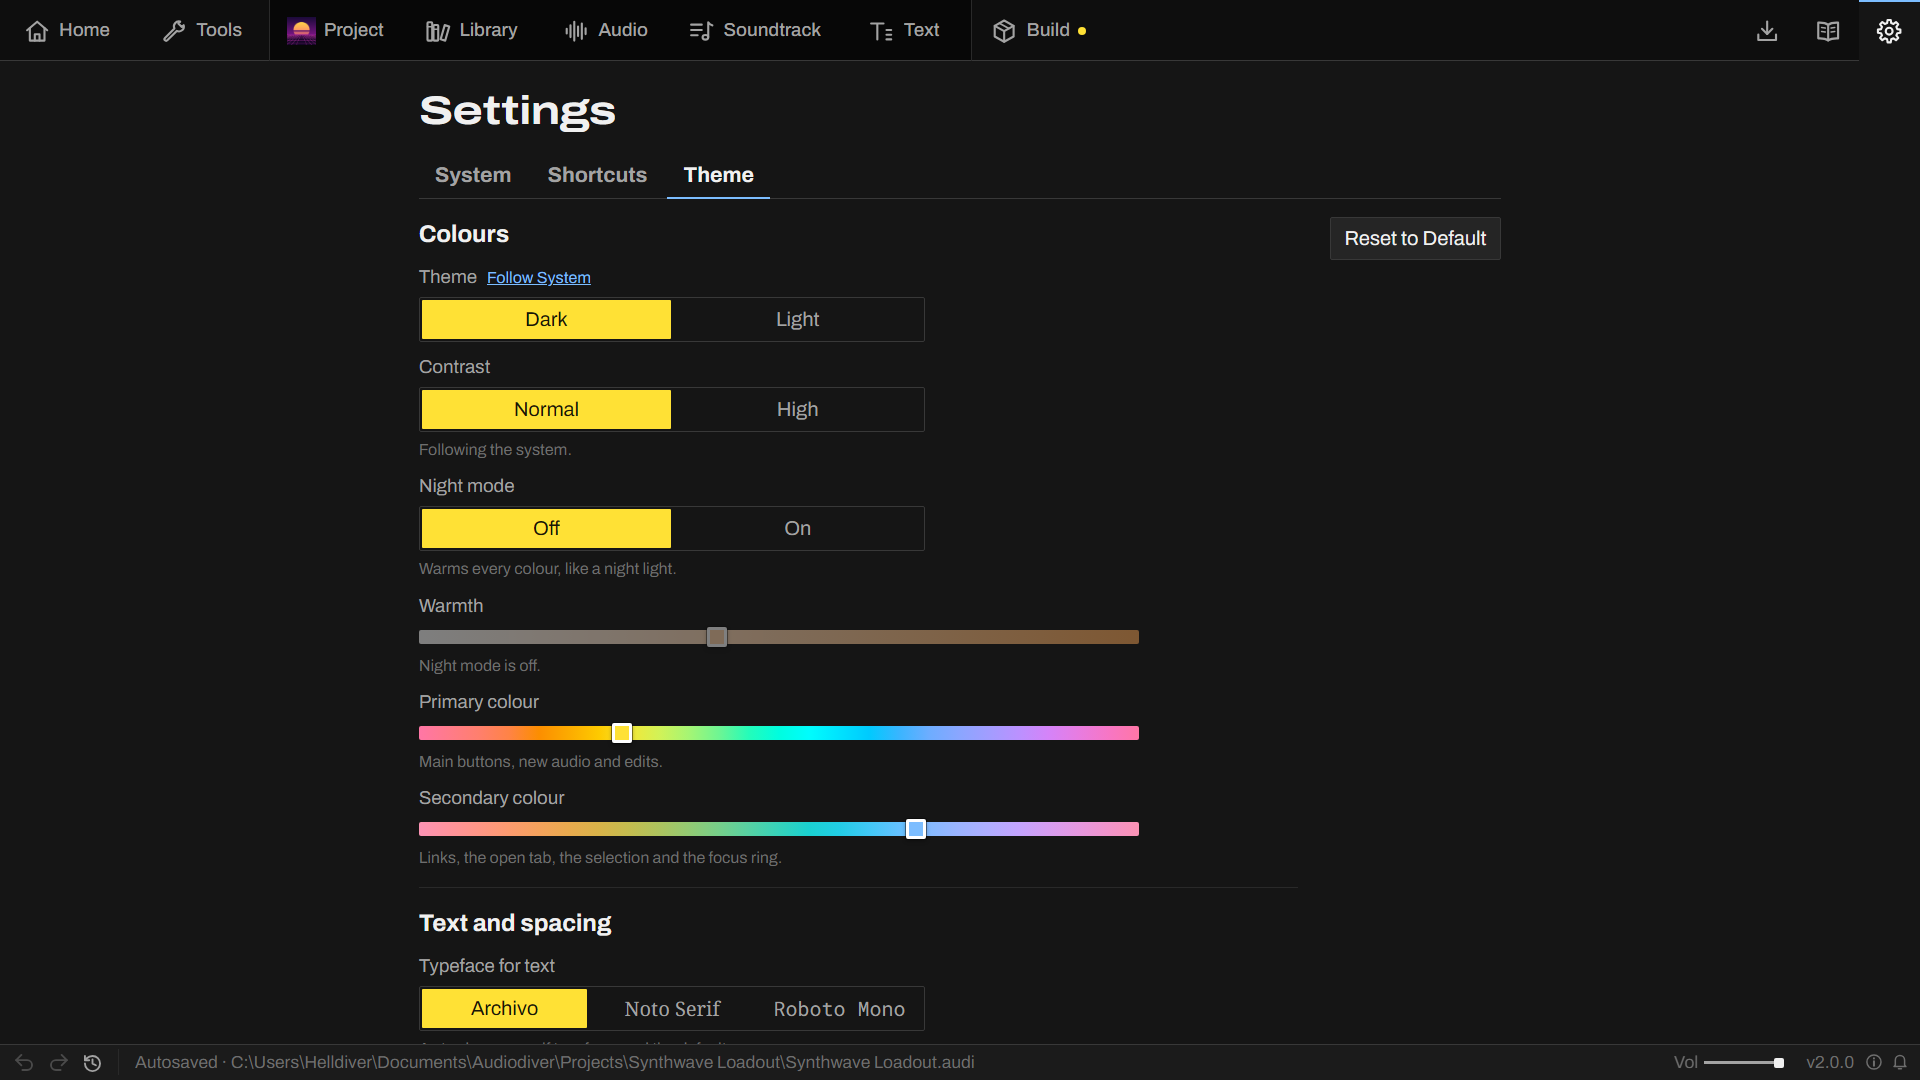 Home
Tools
Project
Library
Audio
Soundtrack
Text
Build
Settings
System
Shortcuts
Theme
Colours
Reset to Default
Theme Follow System
Dark
Light
Contrast
Normal
High
Following the system.
Night mode
Off
On
Warms every colour, like a night light.
Warmth
Night mode is off.
Primary colour
Main buttons, new audio and edits.
Secondary colour
Links, the open tab, the selection and the focus ring.
Text and spacing
Typeface for text
Archivo
Noto Serif
Roboto Mono
Autosaved · C:\Users\Helldiver\Documents\Audiodiver\Projects\Synthwave Loadout\Synthwave Loadout.audi
Vol
v2.0.0